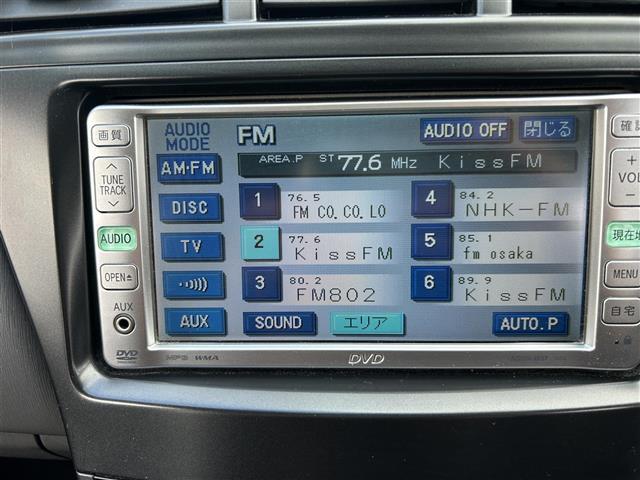 画質
AUDIO MODE
FM
AUDIO OFF
閉じる
確認
AREA.P ST 77.6 MHz KissFM
AM·FM
TUNE TRACK
DISC
TV
AUX
1 76.5 FM CO.CO.LO
4 84.2 NHK-FM
2 77.6 KissFM
5 85.1 fm osaka
3 80.2 FM802
6 89.9 KissFM
+
VOL
−
AUDIO
現在地
OPEN
MENU
自宅
AUX
SOUND
エリア
AUTO.P
DVD
MP3 WMA
DVD